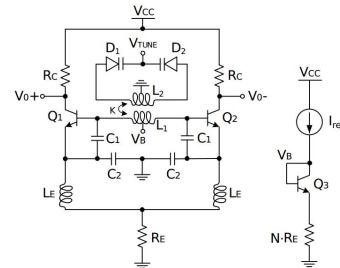 VCC
D1 VTUNE D2
RC RC
V0+ V0-
L2
K
Q1 Q2
L1
C1 VB C1
C2 C2
LE LE
RE
VCC
Ire
VB
Q3
N·RE